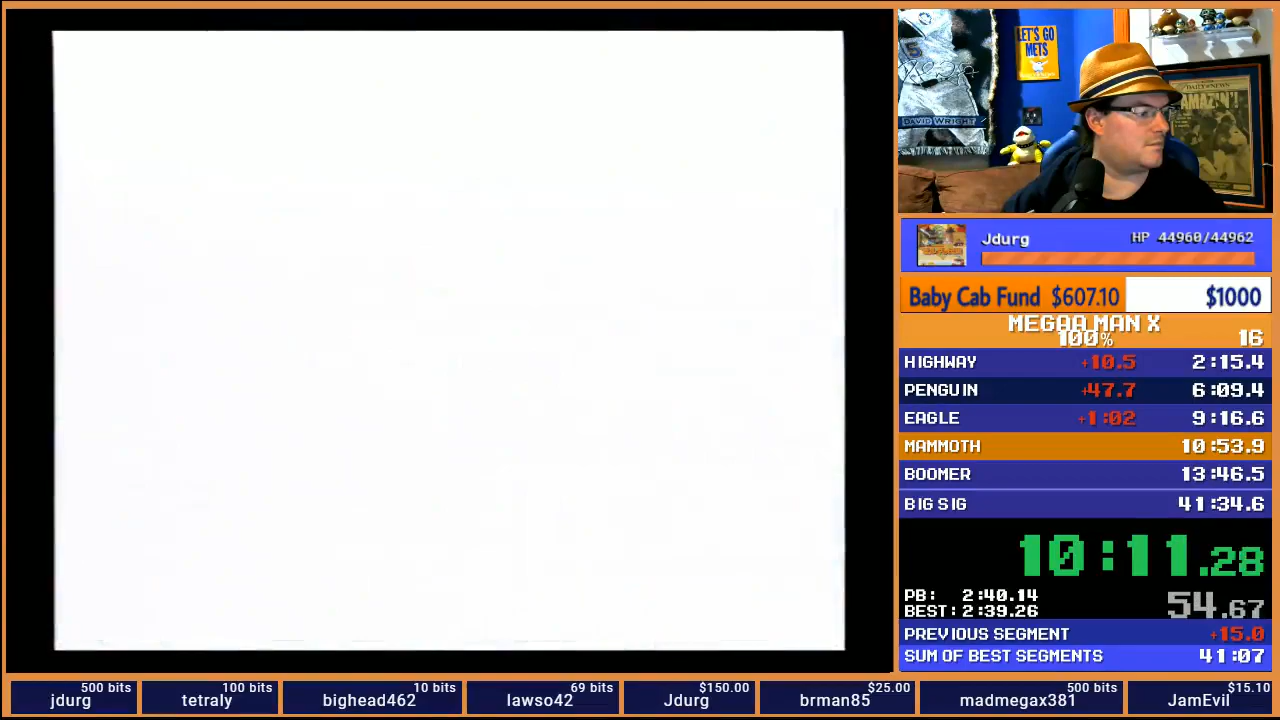 LET'S GO
METS
DAVID WRIGHT
DAILY NEWS
AMAZIN'!
Jdurg HP 44960/44962
Baby Cab Fund $607.10 $1000
MEGAA MAN X
100% 16
HIGHWAY +10.5 2:15.4
PENGUIN +47.7 6:09.4
EAGLE +1:02 9:16.6
MAMMOTH 10:53.9
BOOMER 13:46.5
BIG SIG 41:34.6
10:11.28
PB: 2:40.14
BEST: 2:39.26
54.67
PREVIOUS SEGMENT +15.0
SUM OF BEST SEGMENTS 41:07
500 bits 100 bits 10 bits 69 bits $150.00 $25.00 500 bits $15.10
jdurg tetraly bighead462 lawso42 Jdurg brman85 madmegax381 JamEvil